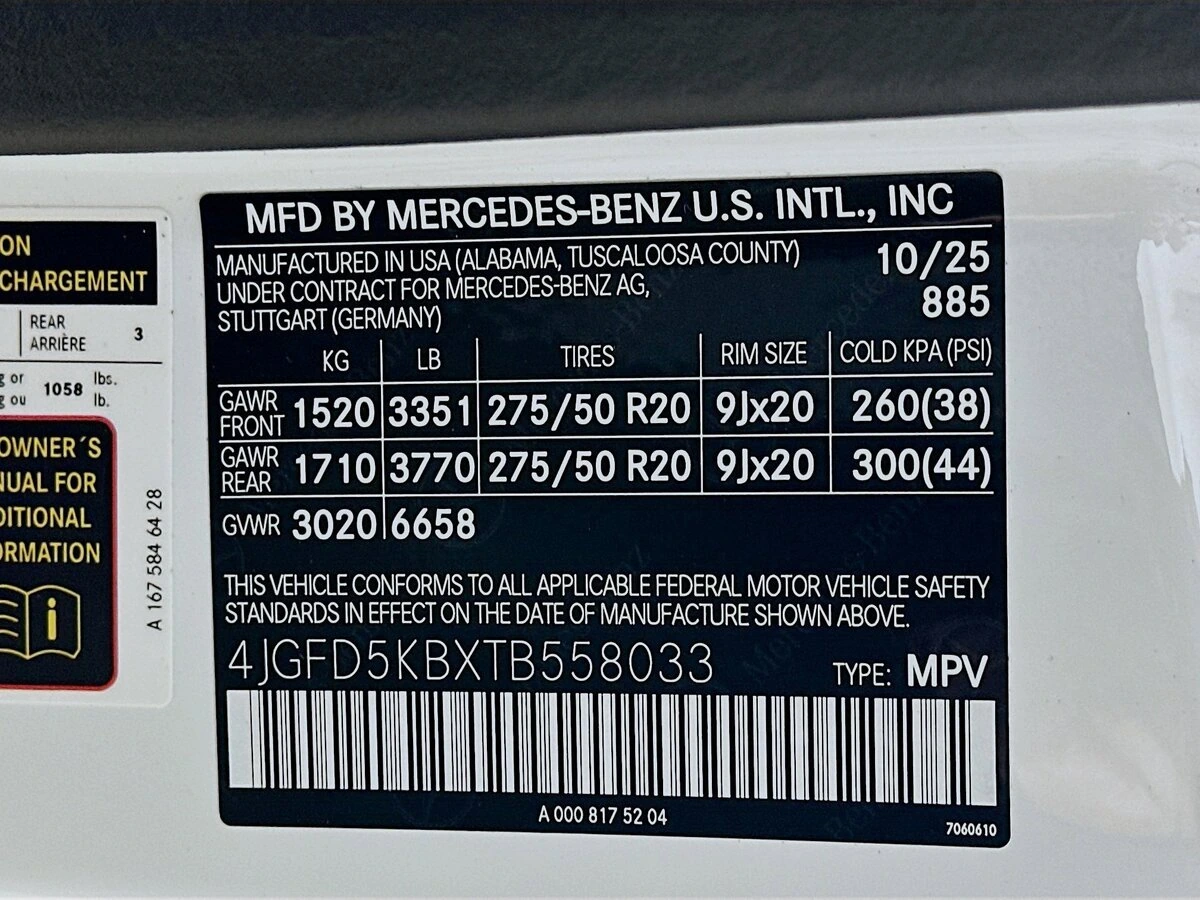 ON
CHARGEMENT
REAR
ARRIÈRE
3
g or 1058 lbs.
g ou lb.
OWNER´S
NUAL FOR
DITIONAL
ORMATION
i
A 167 584 64 28
MFD BY MERCEDES-BENZ U.S. INTL., INC
MANUFACTURED IN USA (ALABAMA, TUSCALOOSA COUNTY) 10/25
UNDER CONTRACT FOR MERCEDES-BENZ AG, 885
STUTTGART (GERMANY)
KG LB TIRES RIM SIZE COLD KPA (PSI)
GAWR FRONT 1520 3351 275/50 R20 9Jx20 260(38)
GAWR REAR 1710 3770 275/50 R20 9Jx20 300(44)
GVWR 3020 6658
THIS VEHICLE CONFORMS TO ALL APPLICABLE FEDERAL MOTOR VEHICLE SAFETY
STANDARDS IN EFFECT ON THE DATE OF MANUFACTURE SHOWN ABOVE.
4JGFD5KBXTB558033 TYPE: MPV
A 000 817 52 04
7060610